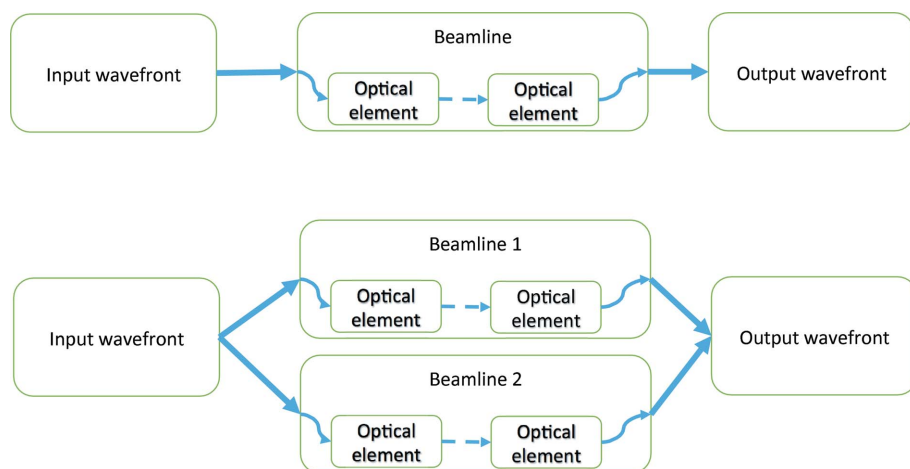 Beamline
Input wavefront
Optical
element
Optical
element
Output wavefront
Beamline 1
Optical
element
Optical
element
Input wavefront
Output wavefront
Beamline 2
Optical
element
Optical
element